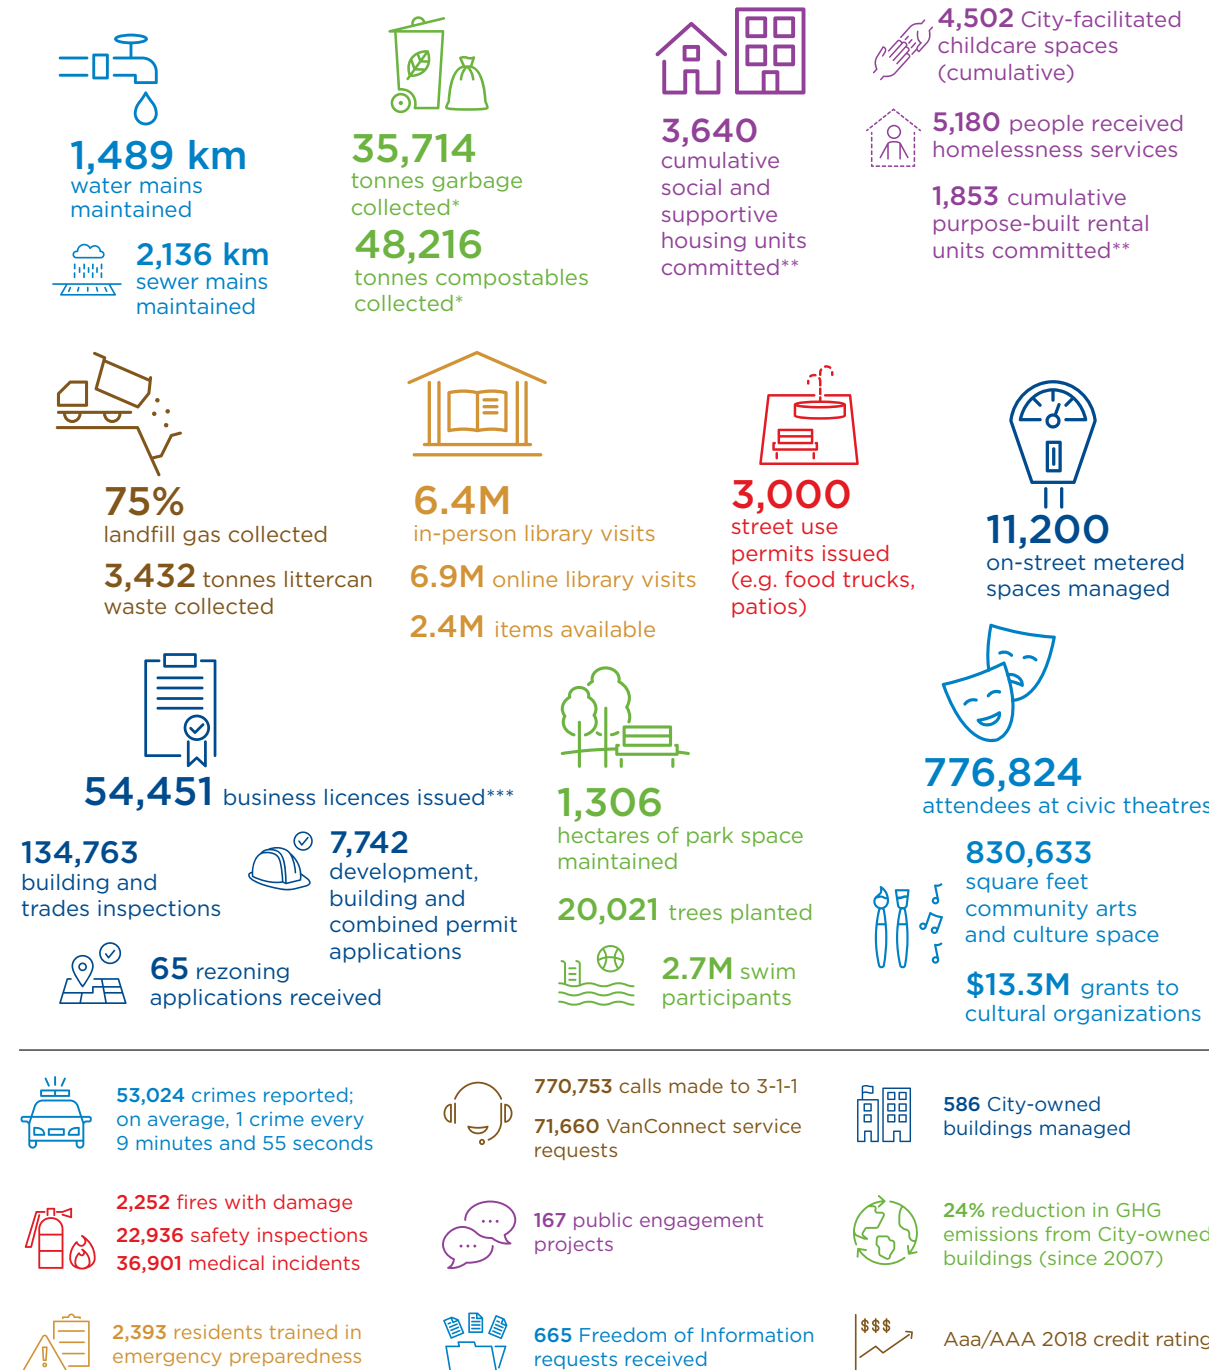 1,489 km
water mains
maintained
2,136 km
sewer mains
maintained
35,714
tonnes garbage
collected*
48,216
tonnes compostables
collected*
3,640
cumulative
social and
supportive
housing units
committed**
4,502 City-facilitated
childcare spaces
(cumulative)
5,180 people received
homelessness services
1,853 cumulative
purpose-built rental
units committed**
75%
landfill gas collected
3,432 tonnes littercan
waste collected
6.4M
in-person library visits
6.9M online library visits
2.4M items available
3,000
street use
permits issued
(e.g. food trucks,
patios)
11,200
on-street metered
spaces managed
54,451 business licences issued***
134,763
building and
trades inspections
7,742
development,
building and
combined permit
applications
65 rezoning
applications received
1,306
hectares of park space
maintained
20,021 trees planted
2.7M swim
participants
776,824
attendees at civic theatres
830,633
square feet
community arts
and culture space
$13.3M grants to
cultural organizations
53,024 crimes reported;
on average, 1 crime every
9 minutes and 55 seconds
770,753 calls made to 3-1-1
71,660 VanConnect service
requests
586 City-owned
buildings managed
2,252 fires with damage
22,936 safety inspections
36,901 medical incidents
167 public engagement
projects
24% reduction in GHG
emissions from City-owned
buildings (since 2007)
2,393 residents trained in
emergency preparedness
665 Freedom of Information
requests received
$$$
Aaa/AAA 2018 credit rating